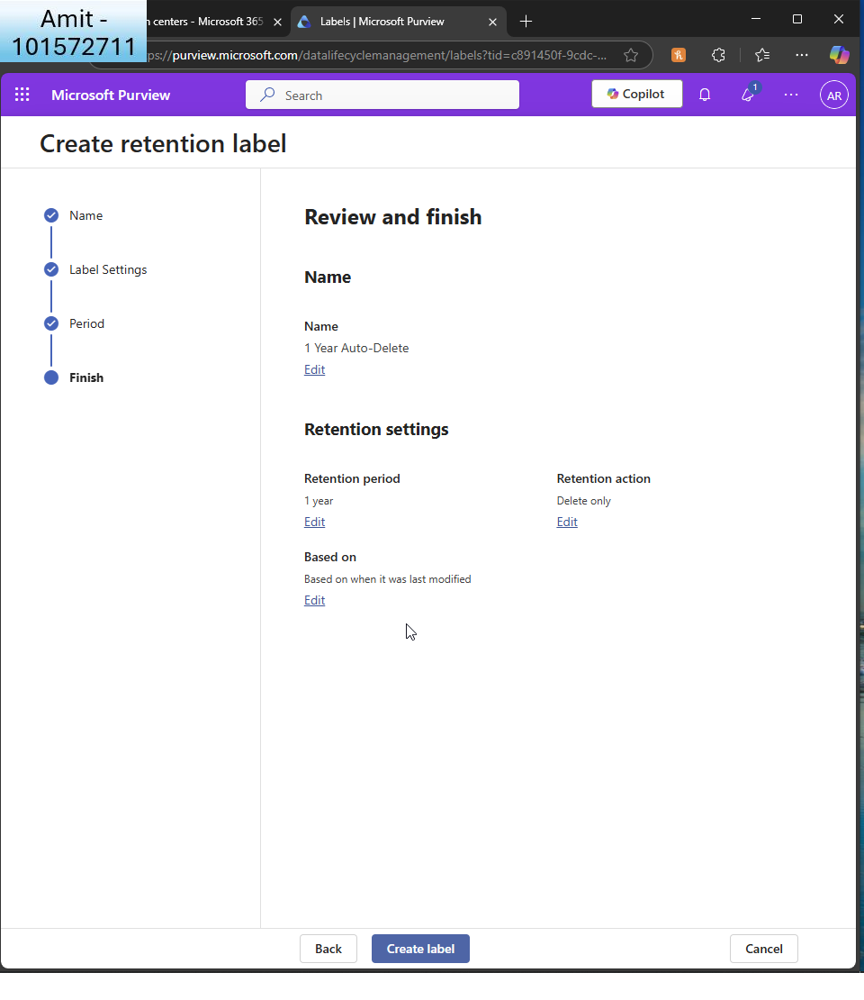 Amit -
101572711
n centers - Microsoft 365
Labels | Microsoft Purview
ps://purview.microsoft.com/datalifecyclemanagement/labels?tid=c891450f-9cdc-...
Microsoft Purview
Search
Copilot
1
AR
Create retention label
Name
Label Settings
Period
Finish
Review and finish
Name
Name
1 Year Auto-Delete
Edit
Retention settings
Retention period
Retention action
1 year
Delete only
Edit
Edit
Based on
Based on when it was last modified
Edit
Back
Create label
Cancel